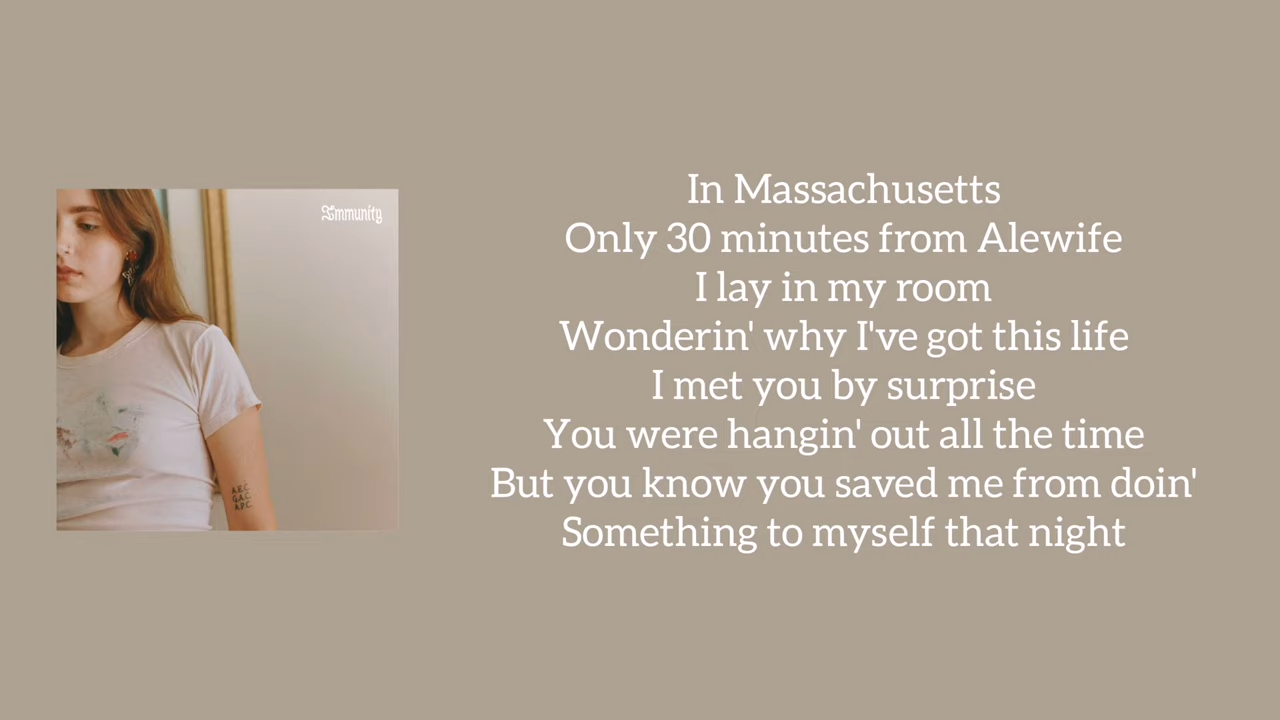 Immunity
In Massachusetts
Only 30 minutes from Alewife
I lay in my room
Wonderin' why I've got this life
I met you by surprise
You were hangin' out all the time
But you know you saved me from doin'
Something to myself that night
A.E.C.
G.A.C.
A.P.C.